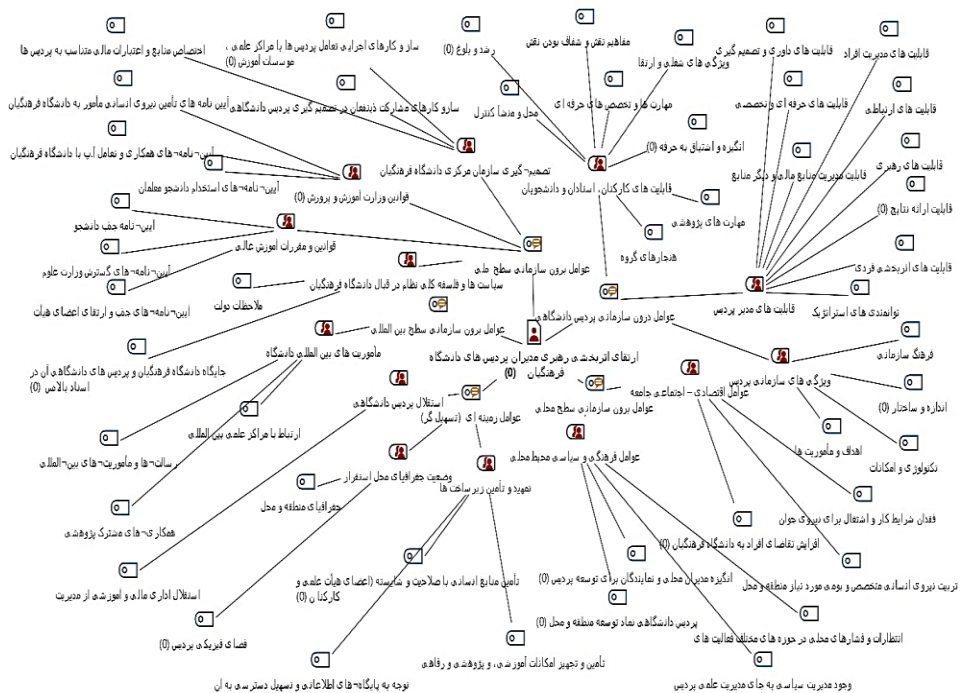 اختصاص منابع و اعتبارات مالی متناسب به پردیس ها
ساز و کارهای اجرایی تعامل پردیس ها با مراکز علمی ،
موسسات آموزش (0)
رشد و بلوغ (0)
مفاهیم نقش و شفاف بودن نقش
ویژگی های شغلی و ارتقا
قابلیت های داوری و تصمیم گیری
قابلیت های مدیریت افراد
آیین نامه های تأمین نیروی انسانی مأمور به دانشگاه فرهنگیان
سازو کارهای مشارکت ذینفعان در تصمیم گیری پردیس دانشگاهی
محل و منشأ کنترل
مهارت ها و تخصص های حرفه ای
قابلیت های حرفه ای و تخصصی
قابلیت های ارتباطی
آیین¬نامه¬های همکاری و تعامل آ.پ با دانشگاه فرهنگیان
تصمیم¬گیری سازمان مرکزی دانشگاه فرهنگیان
انگیزه و اشتیاق به حرفه (0)
قابلیت مدیریت منابع مالی و دیگر منابع
قابلیت های رهبری
آیین¬نامه¬های استخدام دانشجو معلمان
قوانین وزارت آموزش و پرورش (0)
قابلیت های کارکنان، استادان و دانشجویان
مهارت های پژوهشی
قابلیت ارائه نتایج (0)
آیین¬نامه جذب دانشجو
قوانین و مقررات آموزش عالی
هنجارهای گروه
آیین¬نامه¬های گسترش وزارت علوم
عوامل برون سازمانی سطح ملی
قابلیت های اثربخشی فردی
سیاست ها و فلسفه کلی نظام در قبال دانشگاه فرهنگیان
ملاحظات دولت
آیین¬نامه¬های جذب و ارتقای اعضای هیأت
عوامل درون سازمانی پردیس دانشگاهی
قابلیت های مدیر پردیس
توانمندی های استراتژیک
عوامل برون سازمانی سطح بین المللی
مأموریت های بین المللی دانشگاه
ارتقای اثربخشی رهبری مدیران پردیس های دانشگاه
فرهنگیان (0)
فرهنگ سازمانی
جایگاه دانشگاه فرهنگیان و پردیس های دانشگاهی آن در
اسناد بالادس (0)
ویژگی های سازمانی پردیس
عوامل اقتصادی - اجتماعی جامعه
اندازه و ساختار (0)
استقلال پردیس دانشگاهی
عوامل زمینه ای (تسهیل گر)
عوامل برون سازمانی سطح محلی
ارتباط با مراکز علمی بین المللی
اهداف و مأموریت ها
رسالت¬ها و مأموریت¬های بین¬المللی
عوامل فرهنگی و سیاسی محیط محلی
تکنولوژی و امکانات
وضعیت جغرافیای محل استقرار
تمهید و تأمین زیرساخت ها
جغرافیای منطقه و محل
همکاری¬های مشترک پژوهشی
فقدان شرایط کار و اشتغال برای نیروی جوان
افزایش تقاضای افراد به دانشگاه فرهنگیان (0)
استقلال اداری مالی و اموزشی از مدیریت
تأمین منابع انسانی با صلاحیت و شایسته (اعضای هیأت علمی و
کارکنا ن (0)
انگیزه مدیران محلی و نمایندگان برای توسعه پردیس (0)
تربیت نیروی انسانی متخصص و بومی مورد نیاز منطقه و محل
پردیس دانشگاهی نماد توسعه منطقه و محل (0)
فضای فیزیکی پردیس (0)
انتظارات و فشارهای محلی در حوزه های مختلف فعالیت های
تأمین و تجهیز امکانات آموزشی، و پژوهشی و رفاهی
توجه به پایگاه¬های اطلاعاتی و تسهیل دسترسی به ان
وجود مدیریت سیاسی به جای مدیریت علمی پردیس